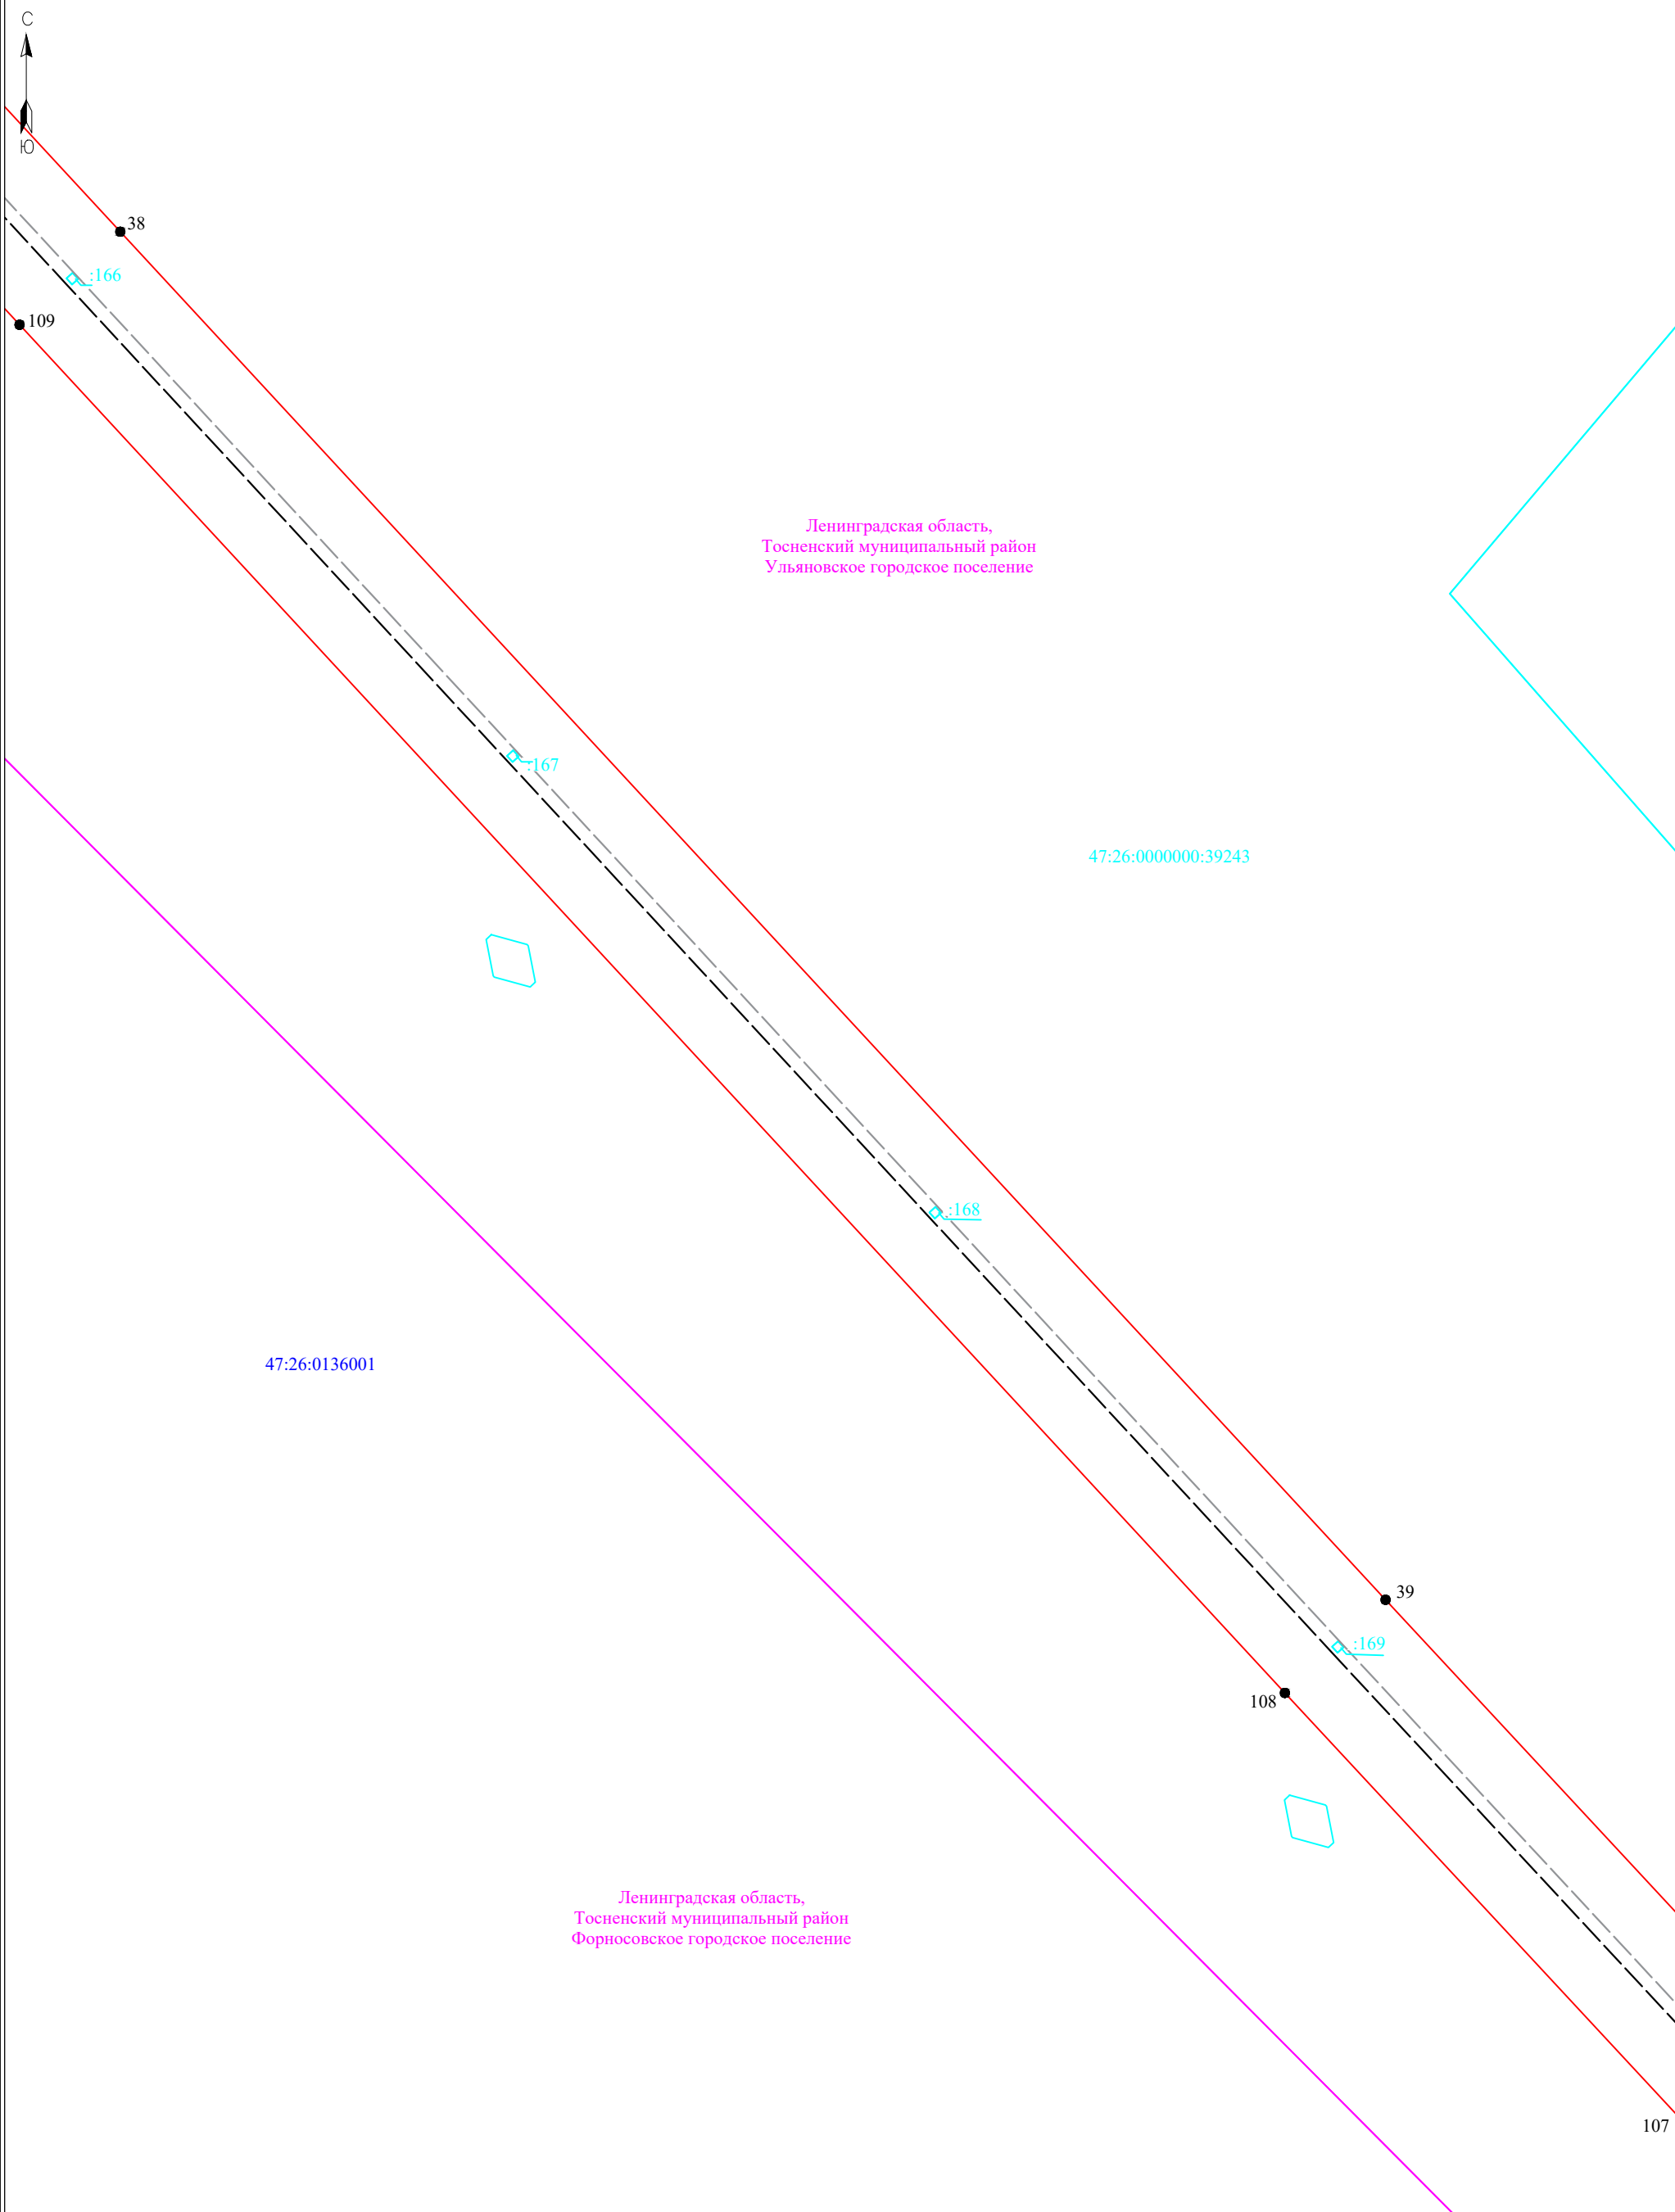 С
Ю
38
:166
109
Ленинградская область,
Тосненский муниципальный район
Ульяновское городское поселение
:167
47:26:0000000:39243
:168
47:26:0136001
39
:169
108
Ленинградская область,
Тосненский муниципальный район
Форносовское городское поселение
107